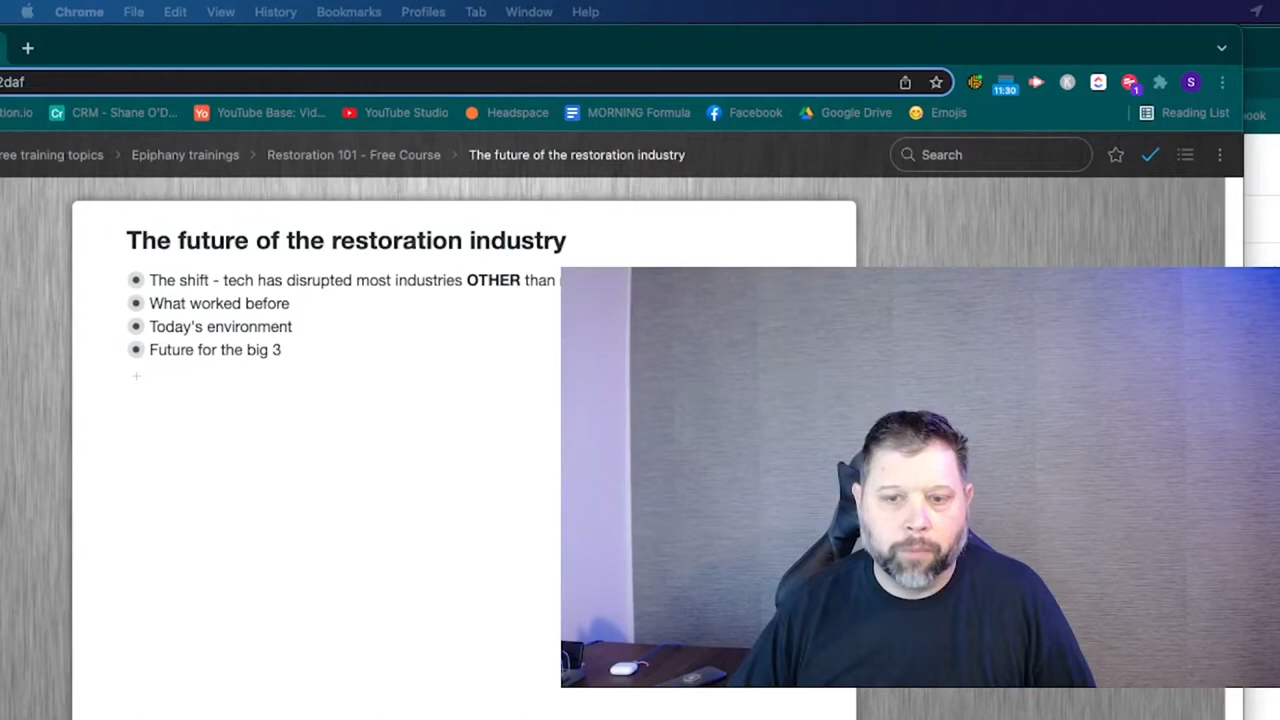 Chrome File Edit View History Bookmarks Profiles Tab Window Help
2daf
11:30
1
S
tion.io CRM - Shane O'D... YouTube Base: Vid... YouTube Studio Headspace MORNING Formula Facebook Google Drive Emojis Reading List
ree training topics > Epiphany trainings > Restoration 101 - Free Course > The future of the restoration industry Search
The future of the restoration industry
The shift - tech has disrupted most industries OTHER than
What worked before
Today's environment
Future for the big 3